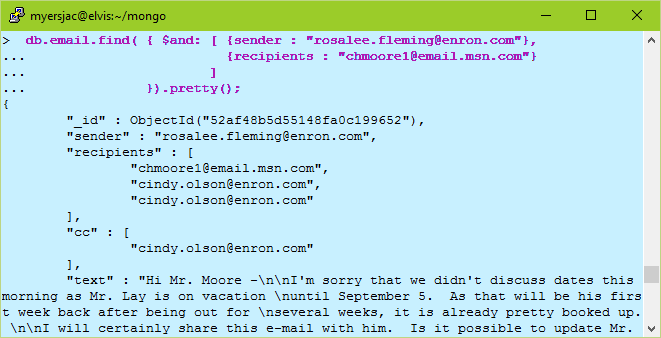 myersjac@elvis:~/mongo
> db.email.find( { $and: [ {sender : "rosalee.fleming@enron.com"},
... {recipients : "chmoore1@email.msn.com"}
... ]
... }).pretty();
{
"_id" : ObjectId("52af48b5d55148fa0c199652"),
"sender" : "rosalee.fleming@enron.com",
"recipients" : [
"chmoore1@email.msn.com",
"cindy.olson@enron.com",
"cindy.olson@enron.com"
],
"cc" : [
"cindy.olson@enron.com"
],
"text" : "Hi Mr. Moore -\n\nI'm sorry that we didn't discuss dates this
morning as Mr. Lay is on vacation \nuntil September 5.  As that will be his firs
t week back after being out for \nseveral weeks, it is already pretty booked up.
\n\nI will certainly share this e-mail with him.  Is it possible to update Mr.